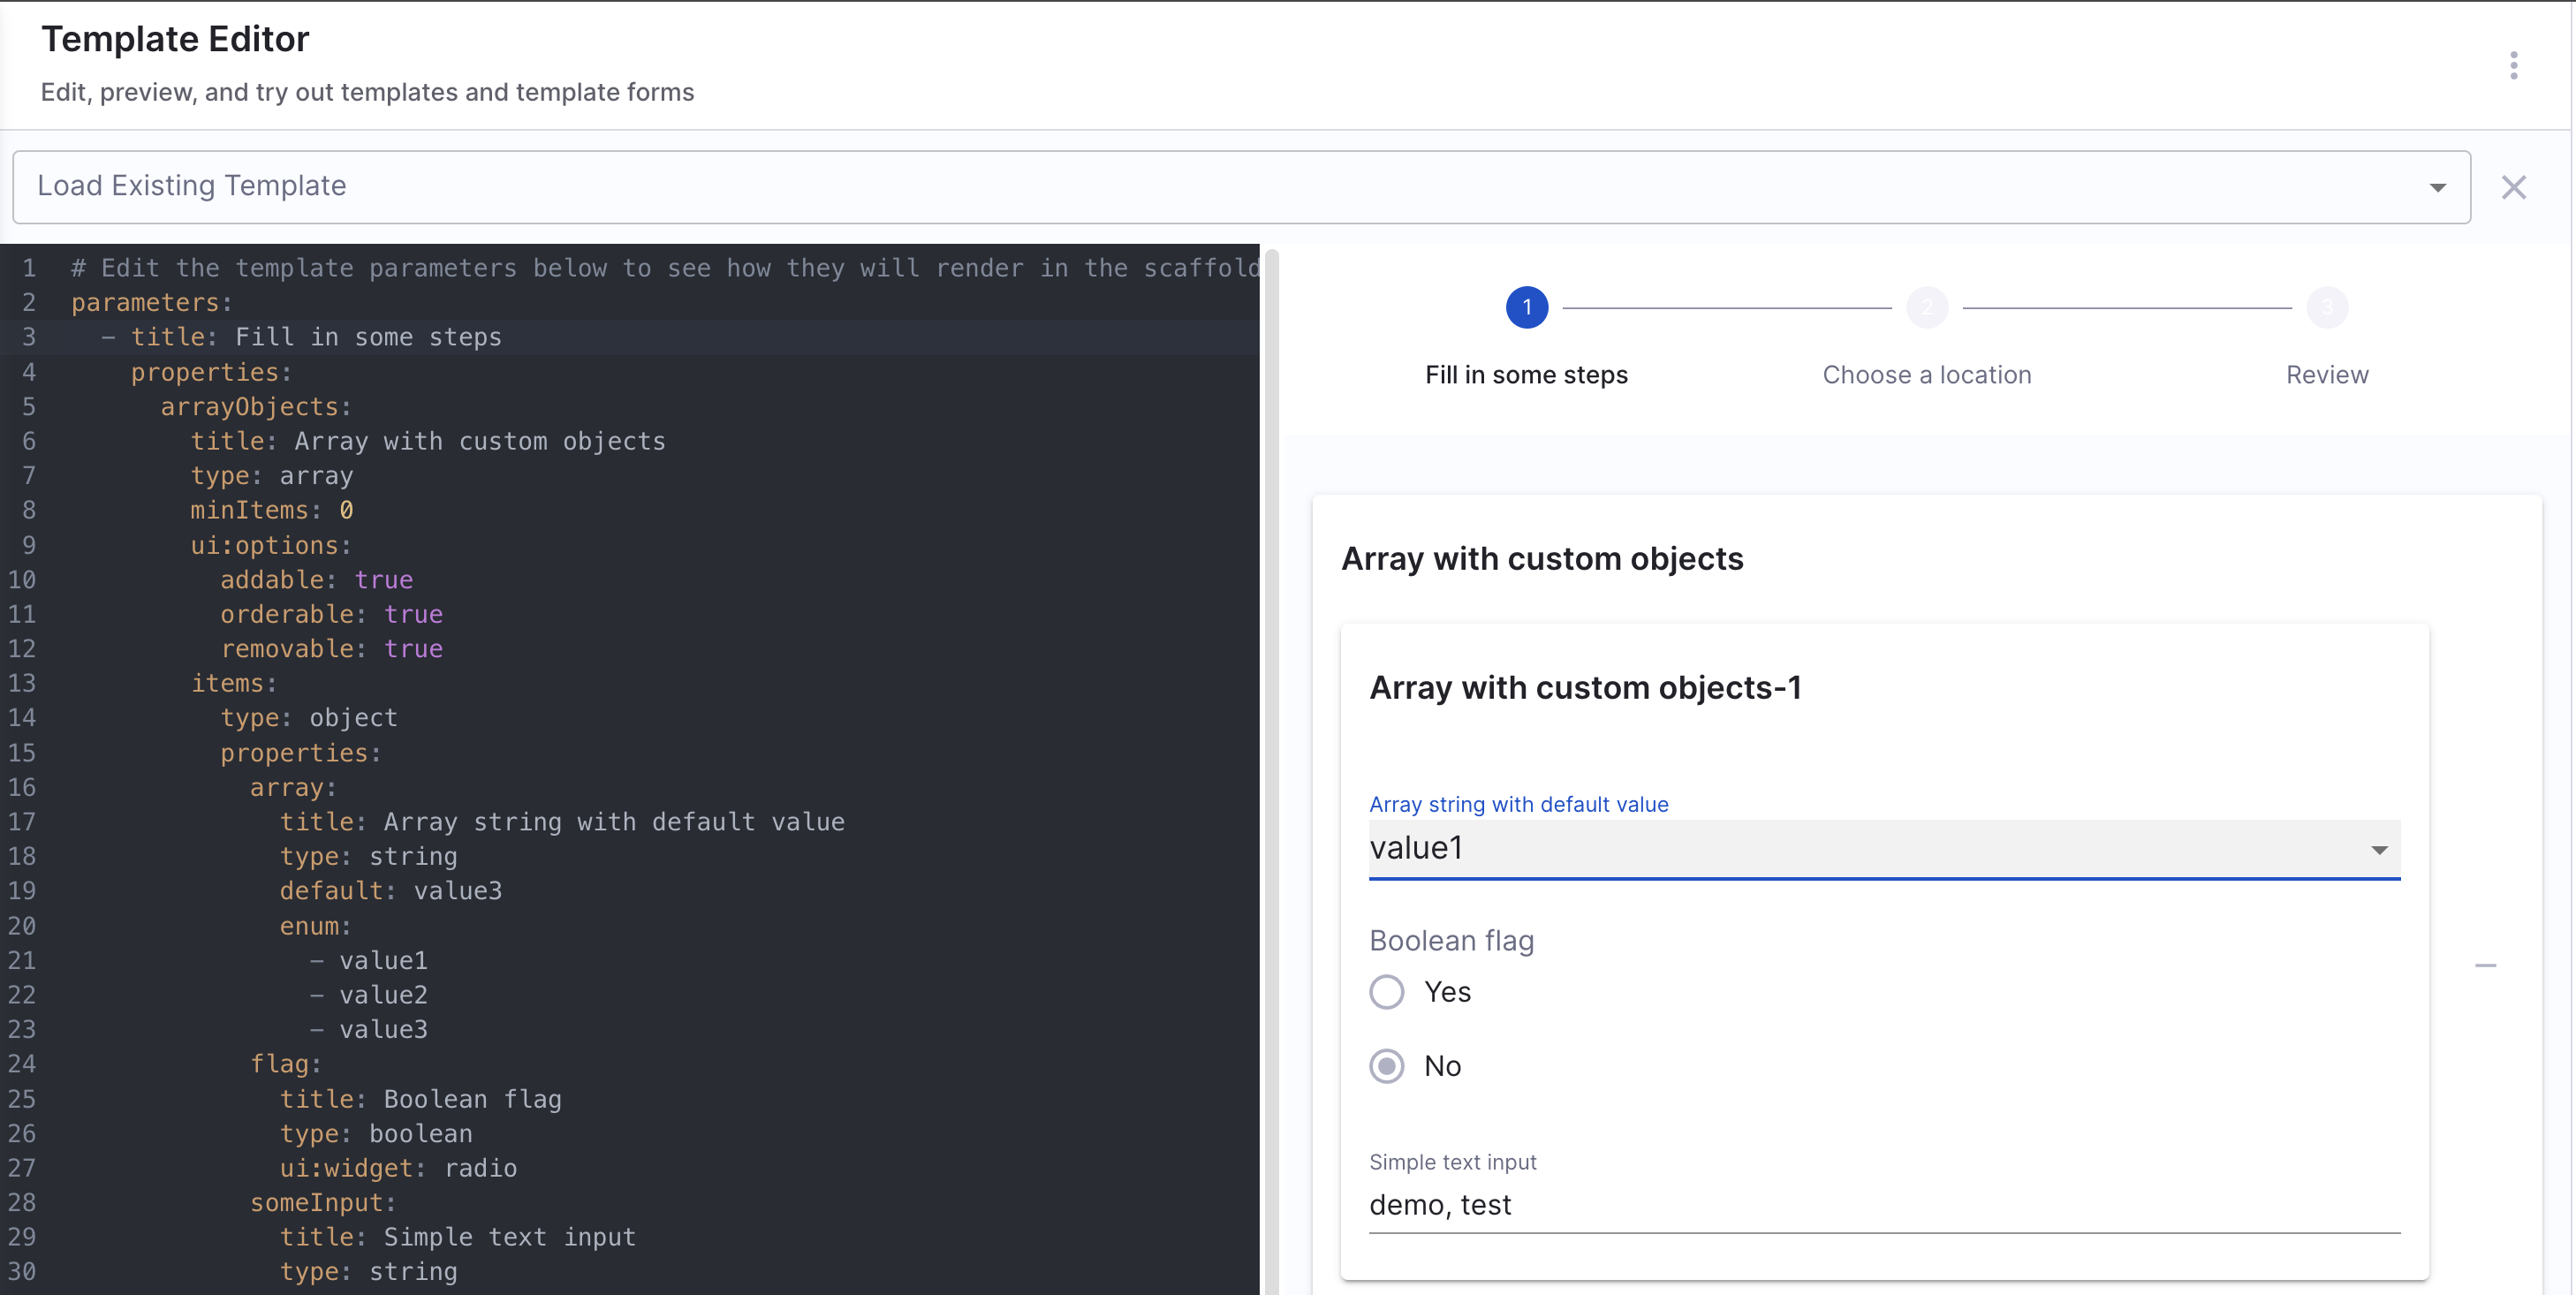 Template Editor
Edit, preview, and try out templates and template forms
Load Existing Template
1 # Edit the template parameters below to see how they will render in the scaffold
2 parameters:
3   - title: Fill in some steps
4     properties:
5       arrayObjects:
6         title: Array with custom objects
7         type: array
8         minItems: 0
9         ui:options:
10           addable: true
11           orderable: true
12           removable: true
13         items:
14           type: object
15           properties:
16             array:
17               title: Array string with default value
18               type: string
19               default: value3
20               enum:
21                 - value1
22                 - value2
23                 - value3
24             flag:
25               title: Boolean flag
26               type: boolean
27               ui:widget: radio
28             someInput:
29               title: Simple text input
30               type: string
1 2 3
Fill in some steps Choose a location Review
Array with custom objects
Array with custom objects-1
Array string with default value
value1
Boolean flag
Yes
No
Simple text input
demo, test